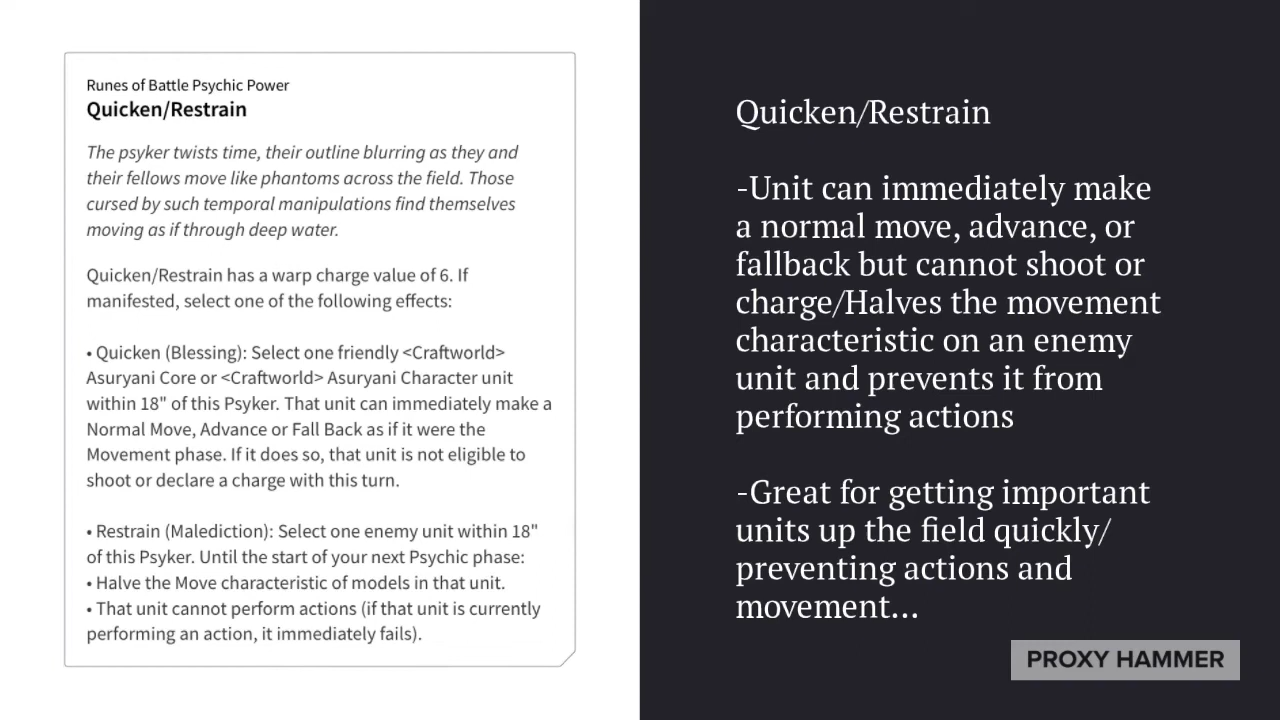 Runes of Battle Psychic Power
Quicken/Restrain
The psyker twists time, their outline blurring as they and
their fellows move like phantoms across the field. Those
cursed by such temporal manipulations find themselves
moving as if through deep water.
Quicken/Restrain has a warp charge value of 6. If
manifested, select one of the following effects:
• Quicken (Blessing): Select one friendly <Craftworld>
Asuryani Core or <Craftworld> Asuryani Character unit
within 18" of this Psyker. That unit can immediately make a
Normal Move, Advance or Fall Back as if it were the
Movement phase. If it does so, that unit is not eligible to
shoot or declare a charge with this turn.
• Restrain (Malediction): Select one enemy unit within 18"
of this Psyker. Until the start of your next Psychic phase:
• Halve the Move characteristic of models in that unit.
• That unit cannot perform actions (if that unit is currently
performing an action, it immediately fails).
Quicken/Restrain
-Unit can immediately make
a normal move, advance, or
fallback but cannot shoot or
charge/Halves the movement
characteristic on an enemy
unit and prevents it from
performing actions
-Great for getting important
units up the field quickly/
preventing actions and
movement...
PROXY HAMMER